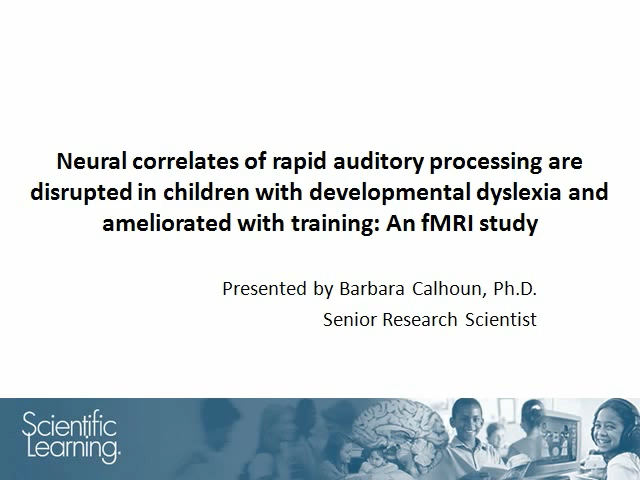 Neural correlates of rapid auditory processing are
disrupted in children with developmental dyslexia and
ameliorated with training: An fMRI study
Presented by Barbara Calhoun, Ph.D.
Senior Research Scientist
Scientific
Learning®